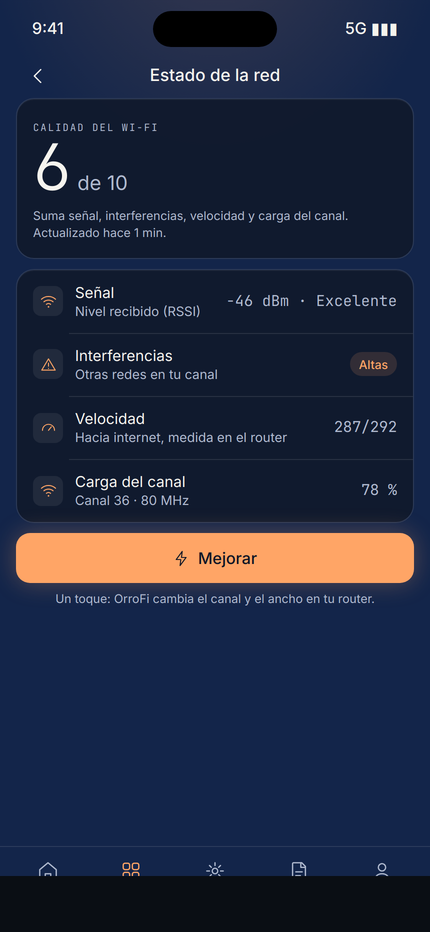 9:41
5G
Estado de la red
CALIDAD DEL WI-FI
6 de 10
Suma señal, interferencias, velocidad y carga del canal.
Actualizado hace 1 min.
Señal
Nivel recibido (RSSI)
-46 dBm · Excelente
Interferencias
Otras redes en tu canal
Altas
Velocidad
Hacia internet, medida en el router
287/292
Carga del canal
Canal 36 · 80 MHz
78 %
Mejorar
Un toque: OrroFi cambia el canal y el ancho en tu router.